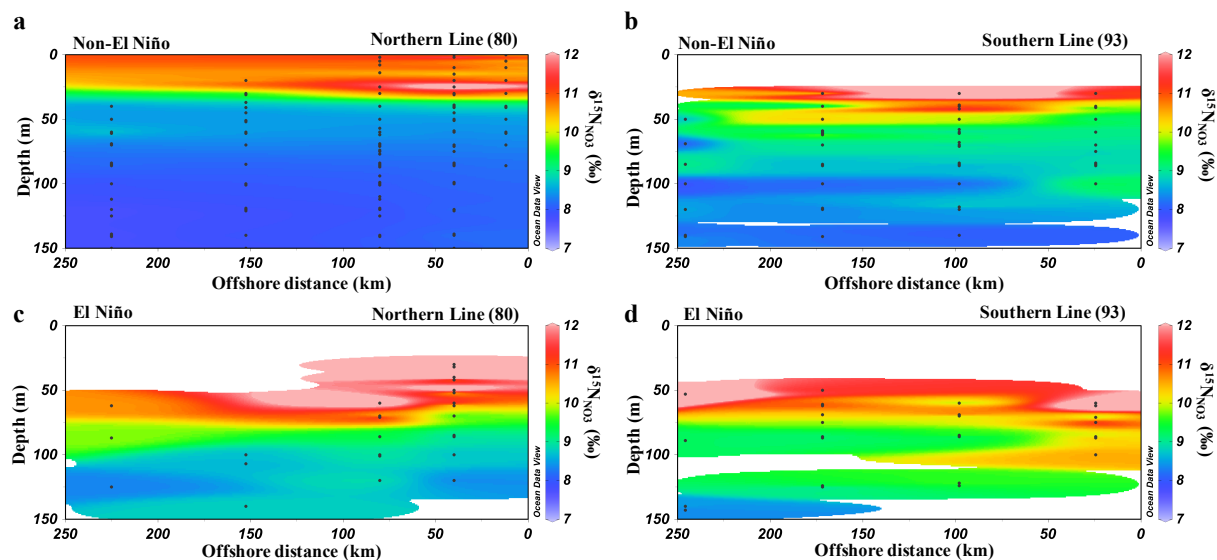 a
Non-El Niño
Northern Line (80)
0
50
100
150
Depth (m)
250
200
150
100
50
0
Offshore distance (km)
Ocean Data View
12
11
10
9
8
7
δ15NNO3 (‰)
b
Non-El Niño
Southern Line (93)
0
50
100
150
Depth (m)
250
200
150
100
50
0
Offshore distance (km)
Ocean Data View
12
11
10
9
8
7
δ15NNO3 (‰)
c
El Niño
Northern Line (80)
0
50
100
150
Depth (m)
250
200
150
100
50
0
Offshore distance (km)
Ocean Data View
12
11
10
9
8
7
δ15NNO3 (‰)
d
El Niño
Southern Line (93)
0
50
100
150
Depth (m)
250
200
150
100
50
0
Offshore distance (km)
Ocean Data View
12
11
10
9
8
7
δ15NNO3 (‰)